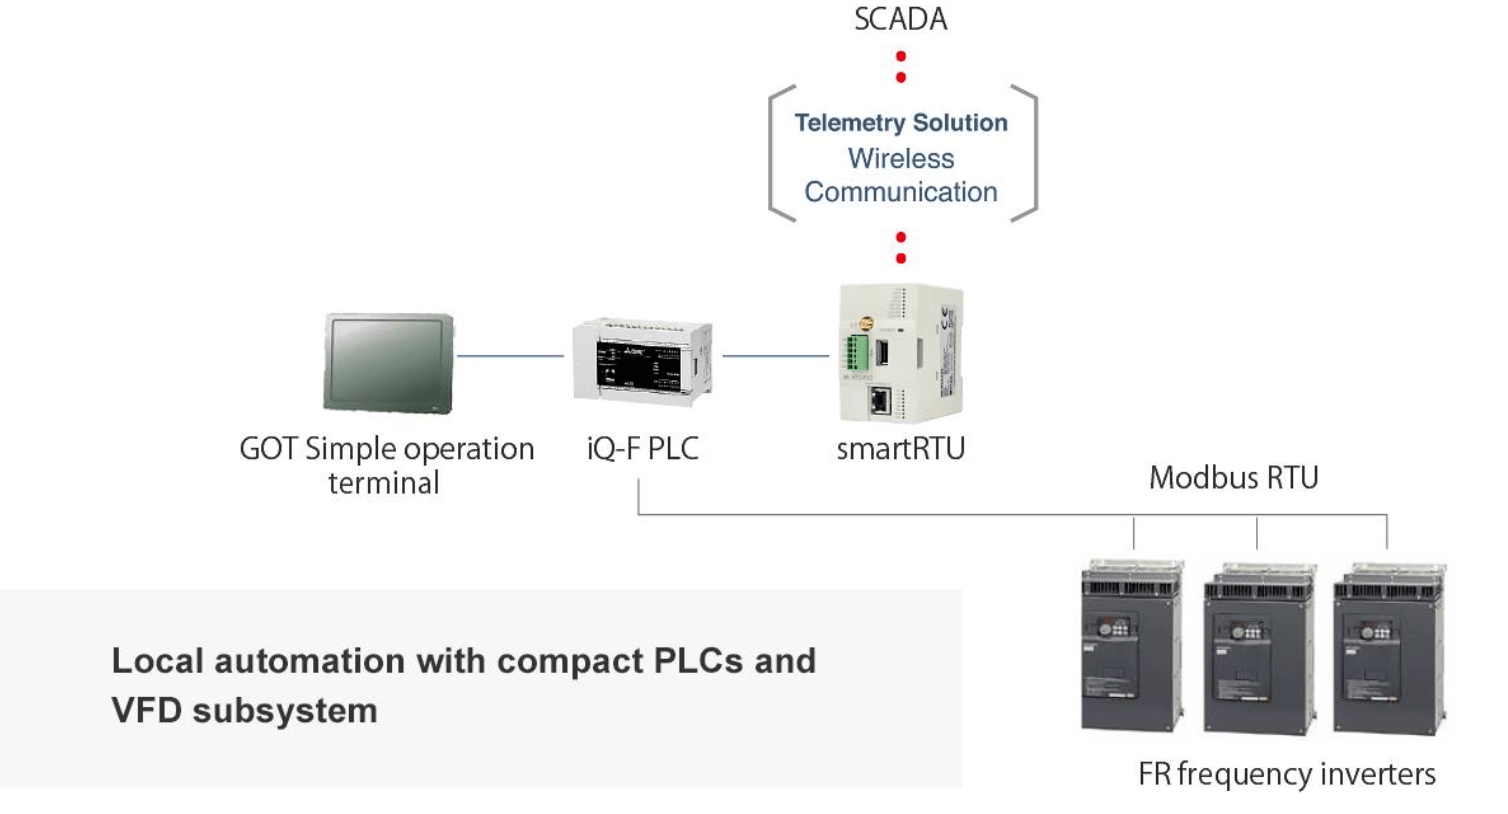 SCADA
Telemetry Solution
Wireless
Communication
GOT Simple operation
terminal
iQ-F PLC
smartRTU
Modbus RTU
Local automation with compact PLCs and
VFD subsystem
FR frequency inverters